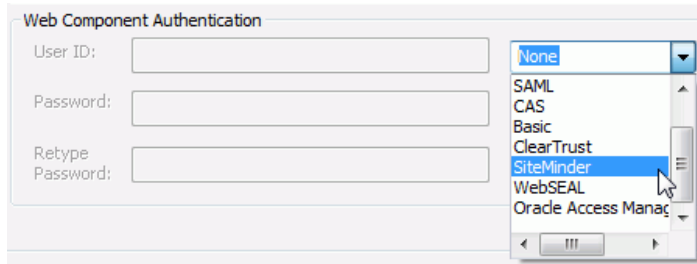 Web Component Authentication
User ID:
None
SAML
CAS
Password:
Basic
ClearTrust
Retype
Password:
SiteMinder
WebSEAL
Oracle Access Manag